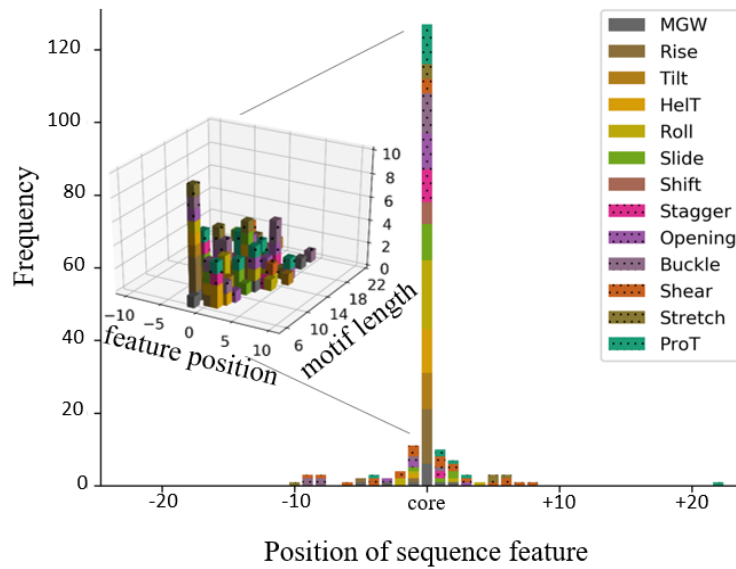 120
100
80
60
40
20
0
Frequency
-20
-10
core
+10
+20
Position of sequence feature
MGW
Rise
Tilt
HelT
Roll
Slide
Shift
Stagger
Opening
Buckle
Shear
Stretch
ProT
10
8
6
4
2
0
−10
−5
0
5
10
feature position
6
10
14
18
22
motif length